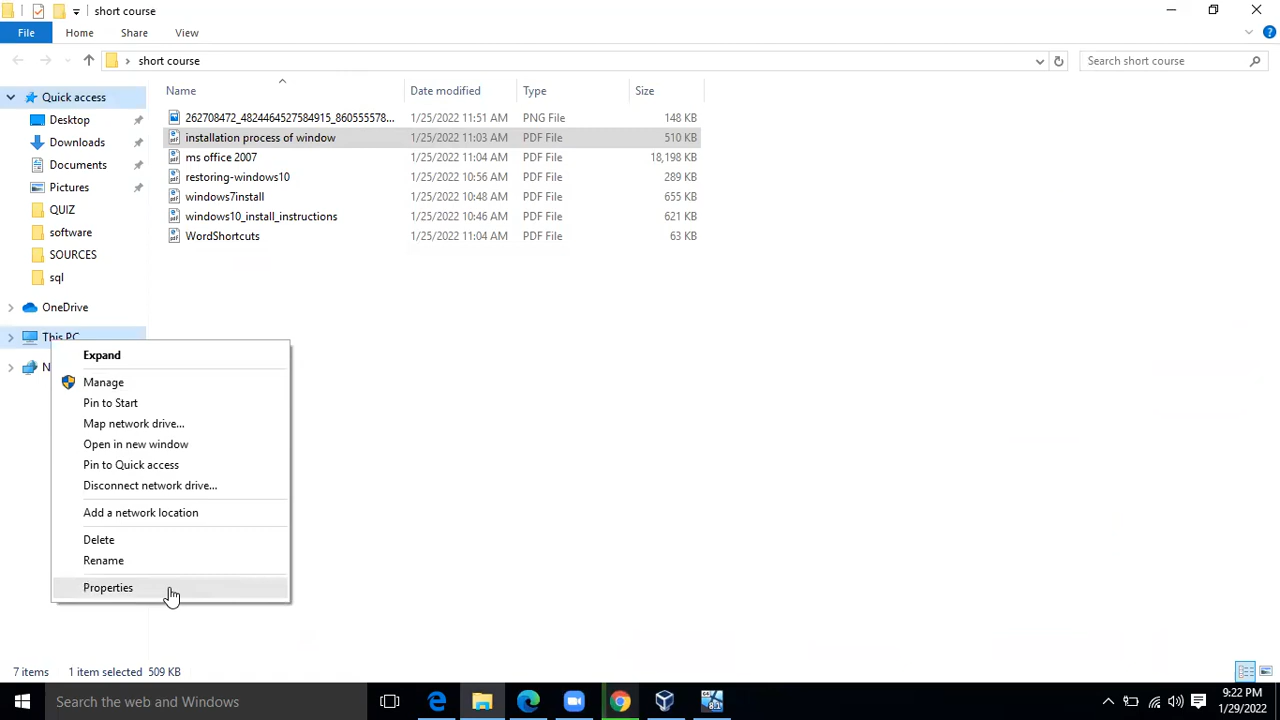 short course
File Home Share View
short course
Search short course
Name Date modified Type Size
Quick access
Desktop
Downloads
Documents
Pictures
QUIZ
software
SOURCES
sql
OneDrive
This PC
N
262708472_4824464527584915_860555578... 1/25/2022 11:51 AM PNG File 148 KB
installation process of window 1/25/2022 11:03 AM PDF File 510 KB
ms office 2007 1/25/2022 11:04 AM PDF File 18,198 KB
restoring-windows10 1/25/2022 10:56 AM PDF File 289 KB
windows7install 1/25/2022 10:48 AM PDF File 655 KB
windows10_install_instructions 1/25/2022 10:46 AM PDF File 621 KB
WordShortcuts 1/25/2022 11:04 AM PDF File 63 KB
Expand
Manage
Pin to Start
Map network drive...
Open in new window
Pin to Quick access
Disconnect network drive...
Add a network location
Delete
Rename
Properties
7 items 1 item selected 509 KB
Search the web and Windows
9:22 PM
1/29/2022